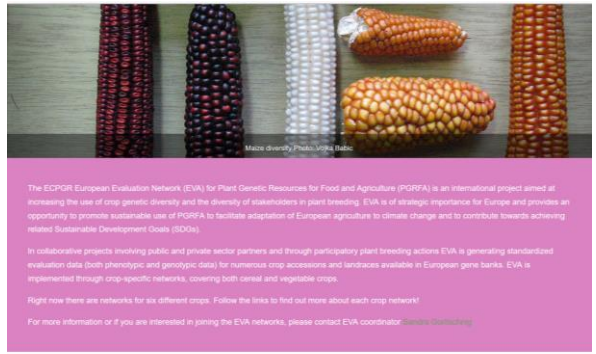 Maize diversity.Photo: Vojka Babic
The ECPGR European Evaluation Network (EVA) for Plant Genetic Resources for Food and Agriculture (PGRFA) is an international project aimed at
increasing the use of crop genetic diversity and the diversity of stakeholders in plant breeding. EVA is of strategic importance for Europe and provides an
opportunity to promote sustainable use of PGRFA to facilitate adaptation of European agriculture to climate change and to contribute towards achieving
related Sustainable Development Goals (SDGs).
In collaborative projects involving public and private sector partners and through participatory plant breeding actions EVA is generating standardized
evaluation data (both phenotypic and genotypic data) for numerous crop accessions and landraces available in European gene banks. EVA is
implemented through crop-specific networks, covering both cereal and vegetable crops.
Right now there are networks for six different crops. Follow the links to find out more about each crop network!
For more information or if you are interested in joining the EVA networks, please contact EVA coordinator Sandra